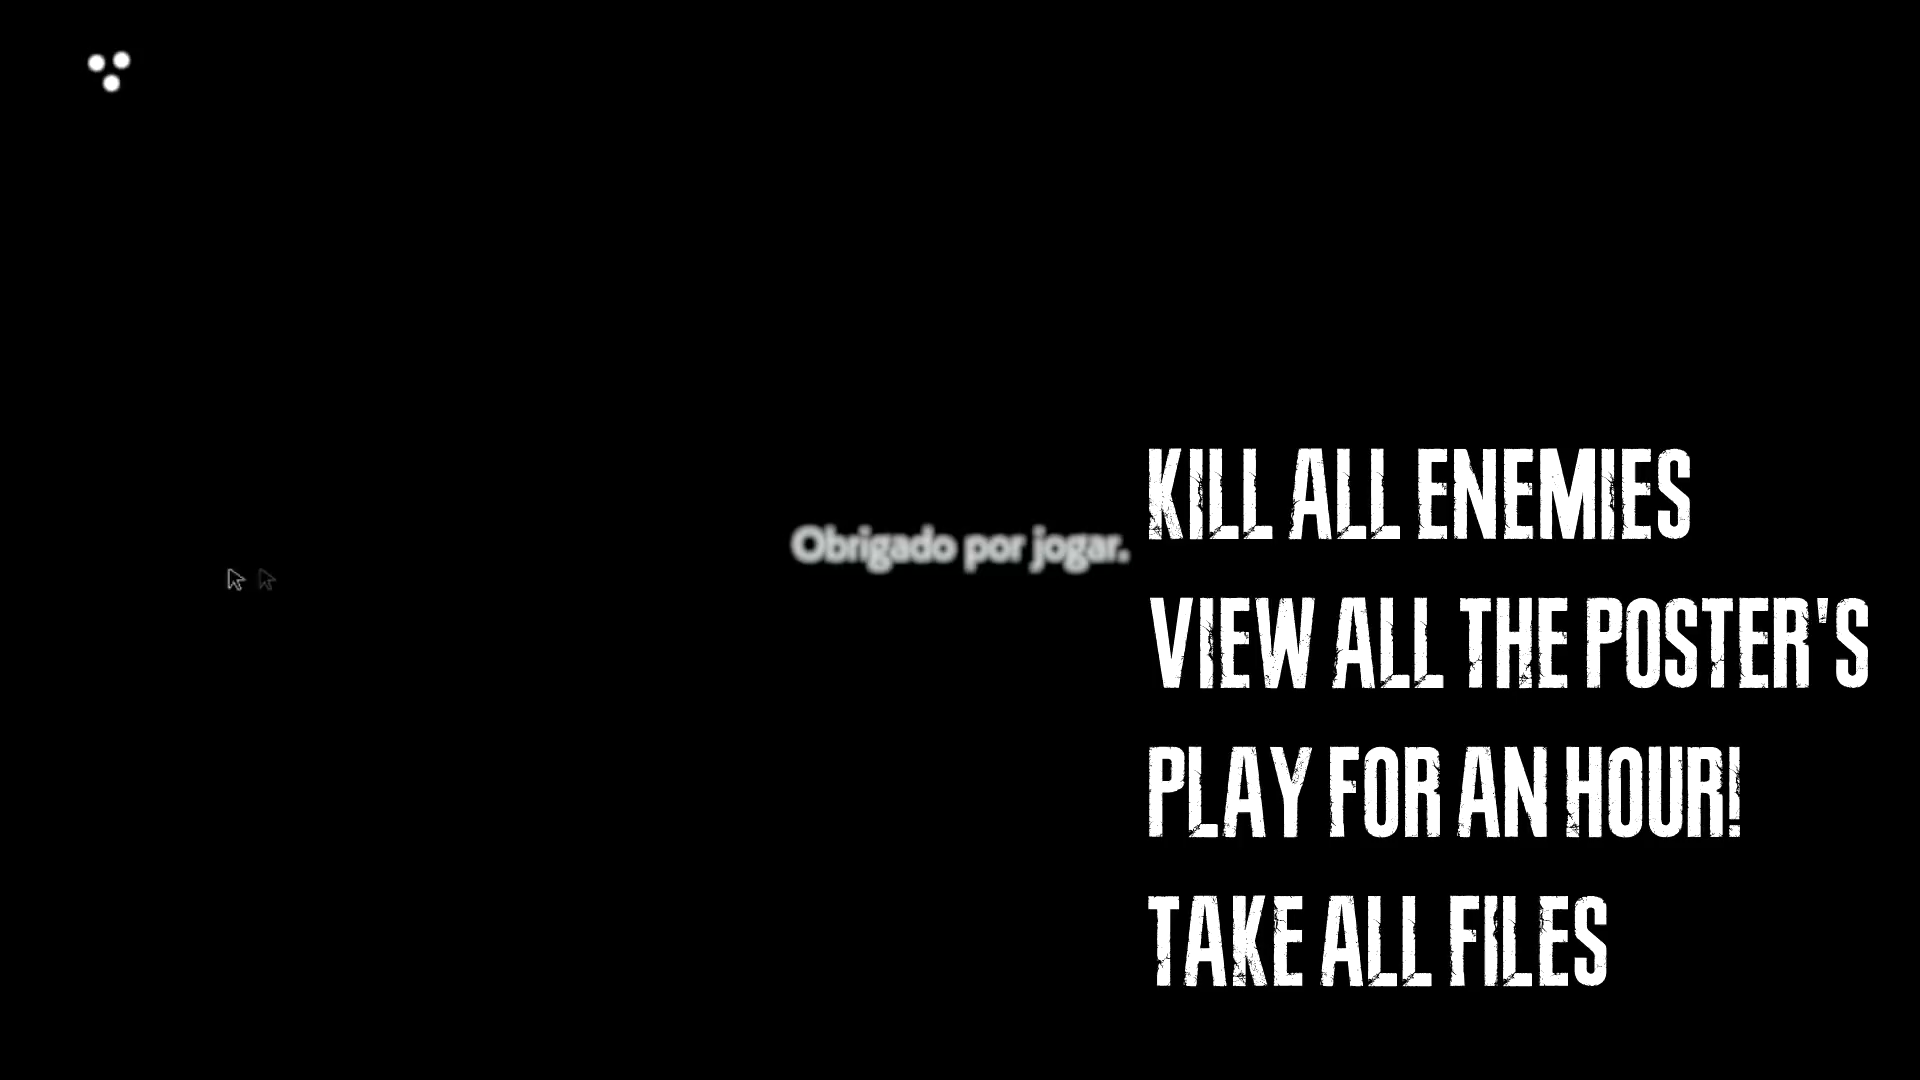 KILL ALL ENEMIES
Obrigado por jogar.
VIEW ALL THE POSTER'S
PLAY FOR AN HOUR!
TAKE ALL FILES